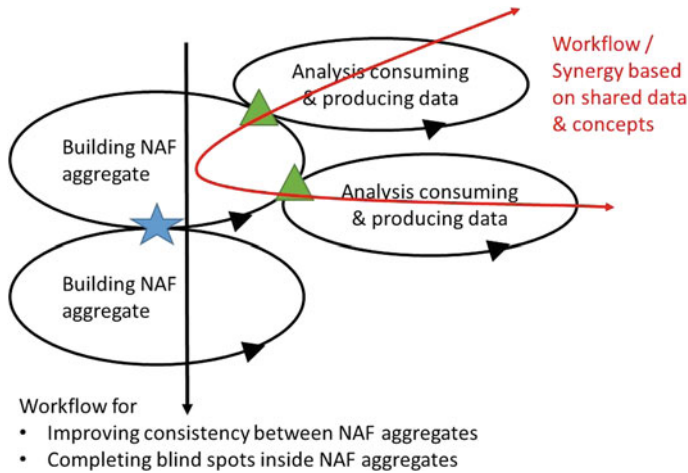 Analysis consuming
& producing data
Workflow /
Synergy based
on shared data
& concepts
Building NAF
aggregate
Analysis consuming
& producing data
Building NAF
aggregate
Workflow for
• Improving consistency between NAF aggregates
• Completing blind spots inside NAF aggregates